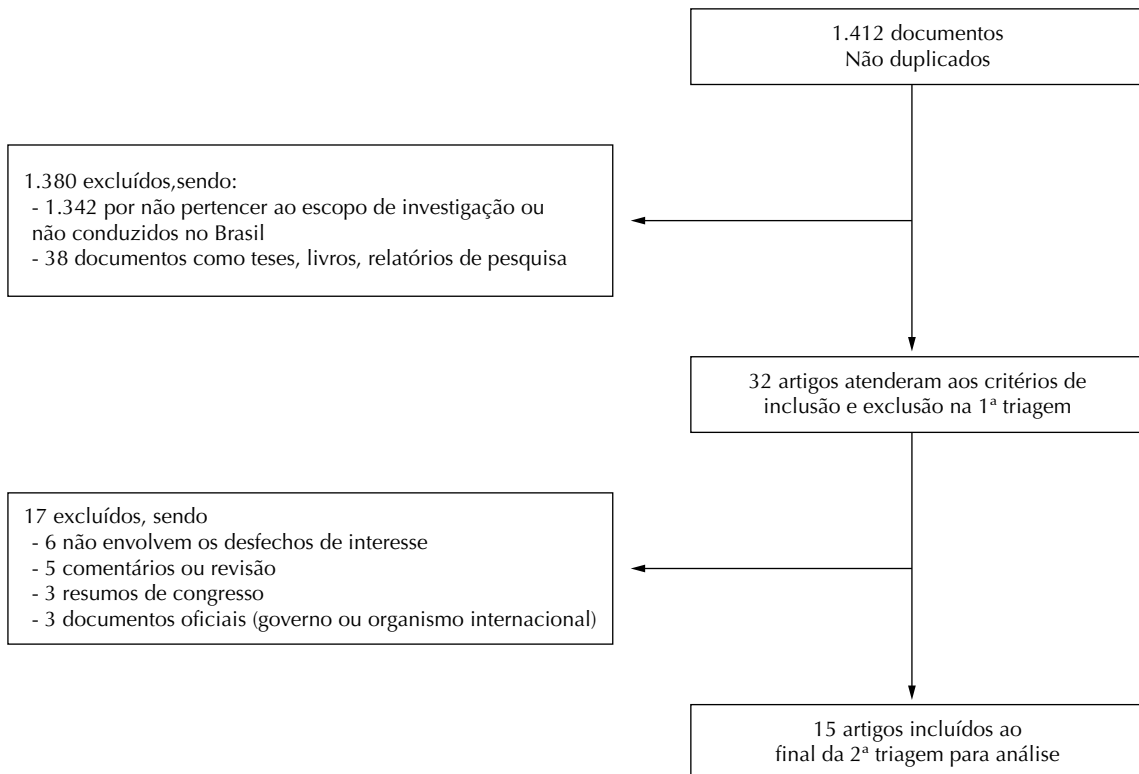 1.412 documentos
Não duplicados
1.380 excluídos,sendo:
- 1.342 por não pertencer ao escopo de investigação ou
não conduzidos no Brasil
- 38 documentos como teses, livros, relatórios de pesquisa
32 artigos atenderam aos critérios de
inclusão e exclusão na 1ª triagem
17 excluídos, sendo
- 6 não envolvem os desfechos de interesse
- 5 comentários ou revisão
- 3 resumos de congresso
- 3 documentos oficiais (governo ou organismo internacional)
15 artigos incluídos ao
final da 2ª triagem para análise